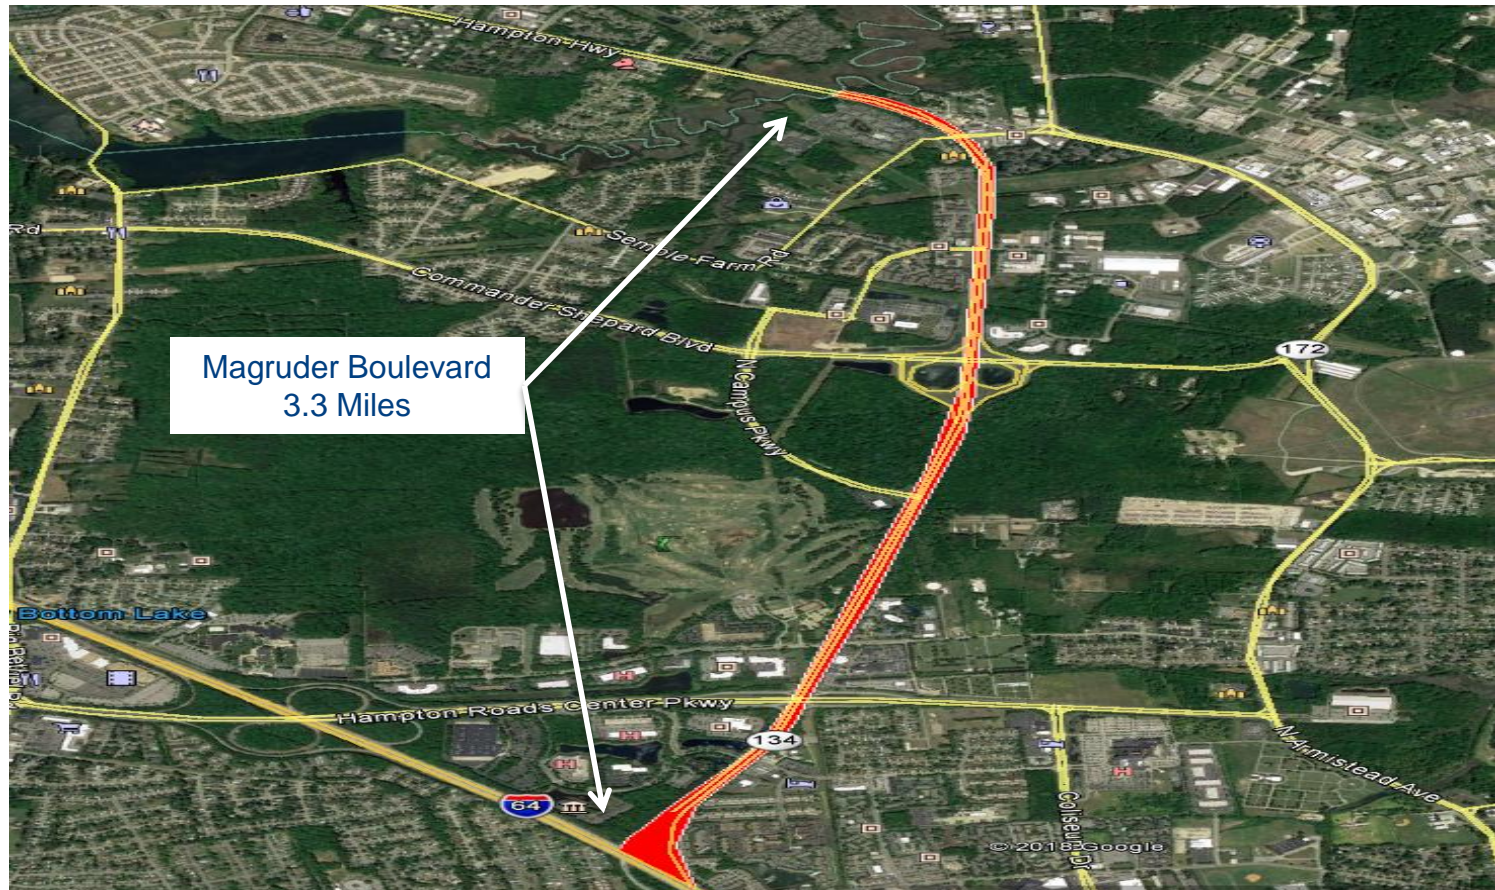 Hampton Hwy
Rd
Semple Farm Rd
Commander Shepard Blvd
172
Magruder Boulevard
3.3 Miles
N Campus Pkwy
Bottom Lake
Hampton Roads Center Pkwy
134
N Armistead Ave
64
Coliseum Dr
© 2018 Google